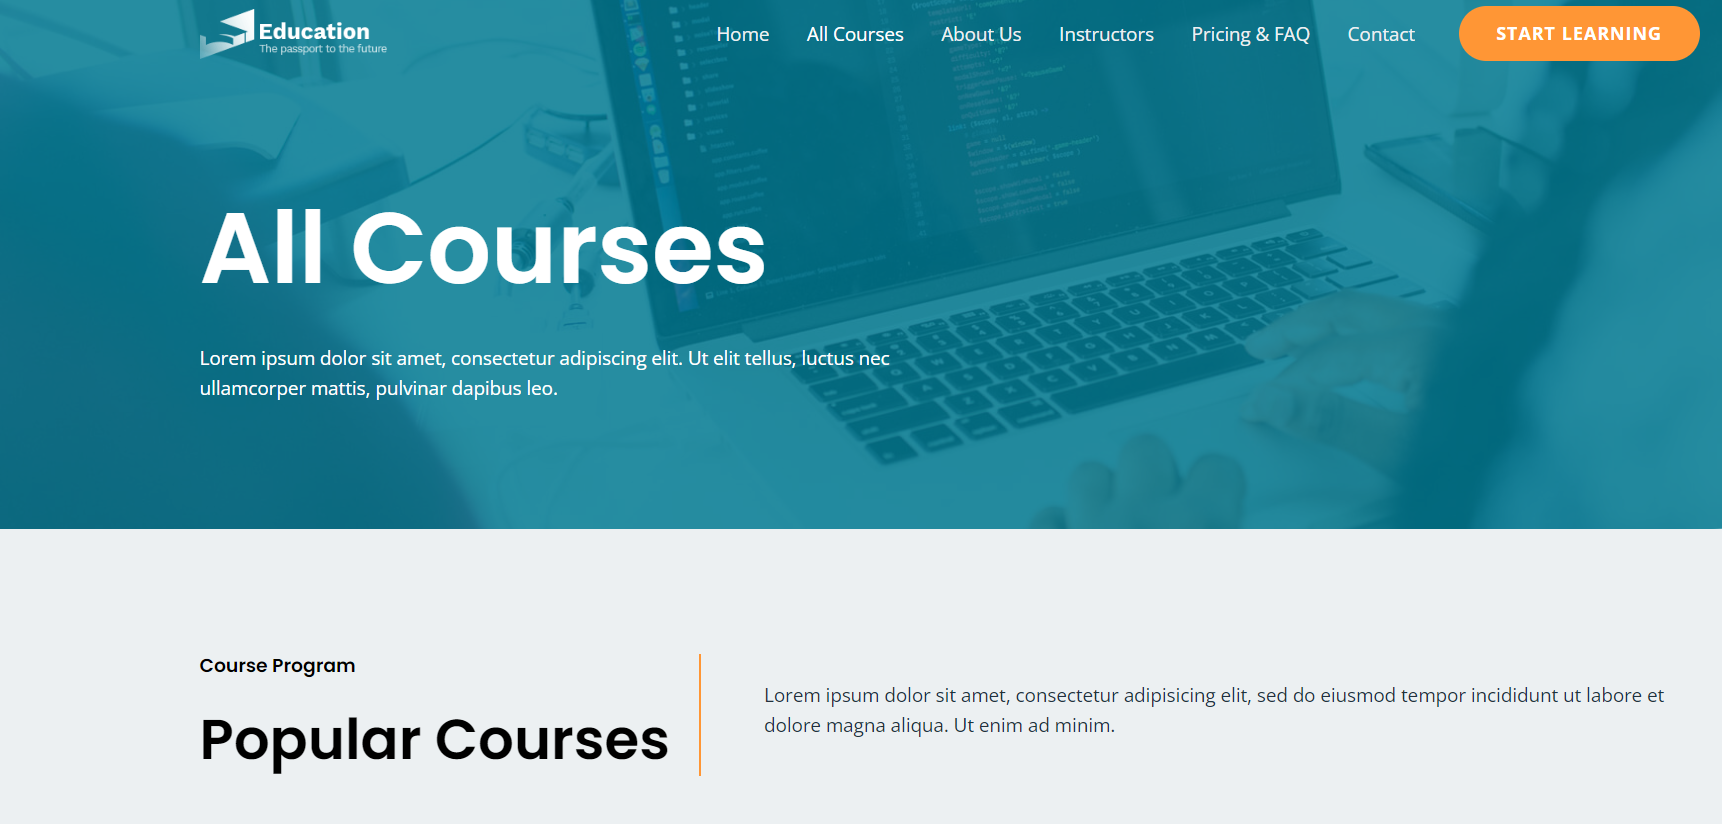 Education
The passport to the future
Home
All Courses
About Us
Instructors
Pricing & FAQ
Contact
START LEARNING
All Courses
Lorem ipsum dolor sit amet, consectetur adipiscing elit. Ut elit tellus, luctus nec
ullamcorper mattis, pulvinar dapibus leo.
Course Program
Popular Courses
Lorem ipsum dolor sit amet, consectetur adipisicing elit, sed do eiusmod tempor incididunt ut labore et
dolore magna aliqua. Ut enim ad minim.